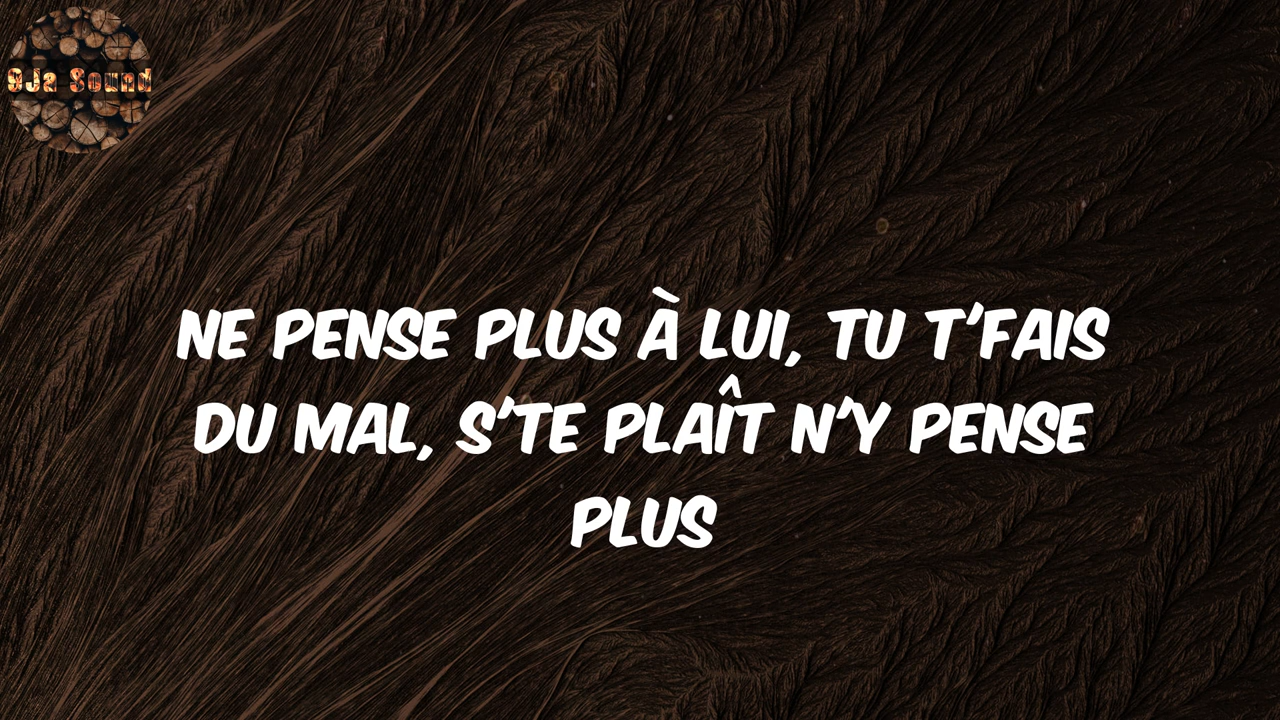 9Ja Sound
NE PENSE PLUS À LUI, TU T'FAIS
DU MAL, S'TE PLAÎT N'Y PENSE
PLUS